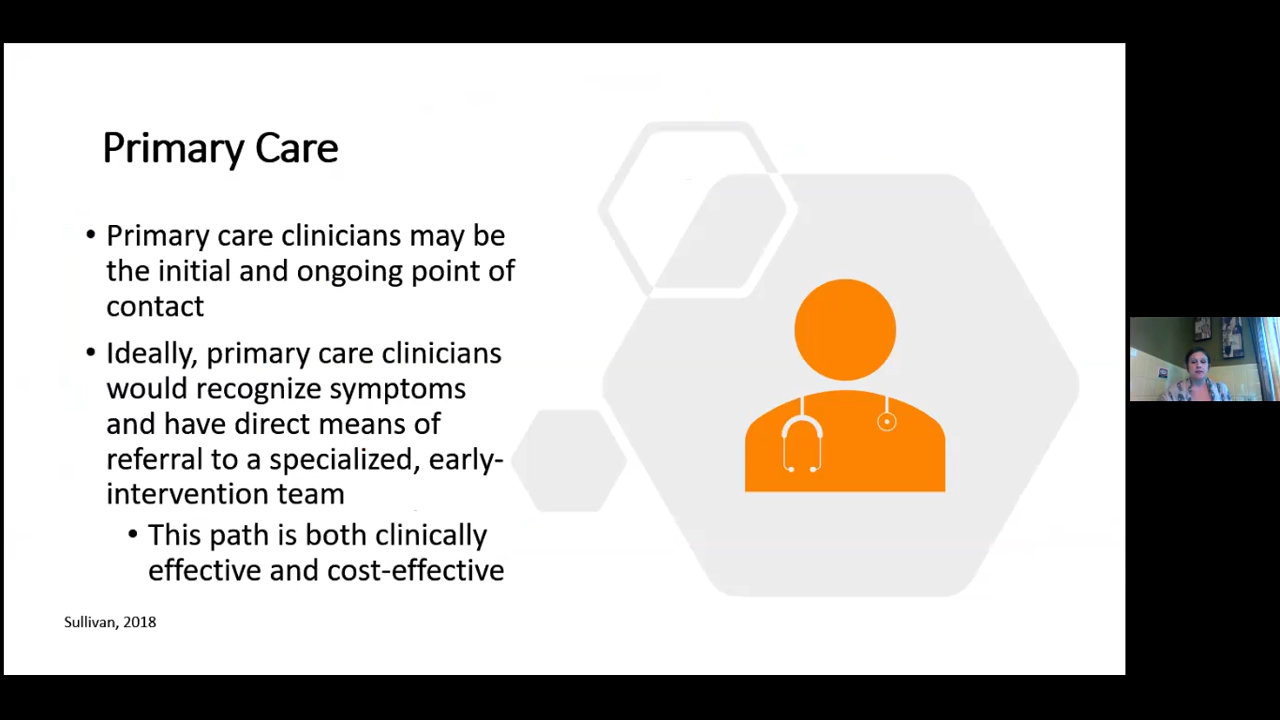 Primary Care
• Primary care clinicians may be
the initial and ongoing point of
contact
• Ideally, primary care clinicians
would recognize symptoms
and have direct means of
referral to a specialized, early-
intervention team
• This path is both clinically
effective and cost-effective
Sullivan, 2018